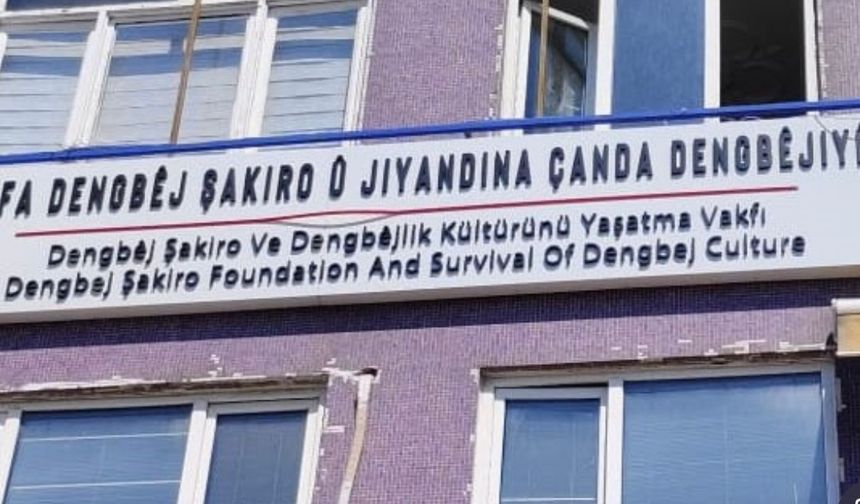 FA DENGBÊJ ŞAKIRO Û JIYANDINA ÇANDA DENGBÊJIY
Dengbêj Şakiro Ve Dengbêjlik Kültürünü Yaşatma Vakfı
Dengbej Şakiro Foundation And Survival Of Dengbej Culture